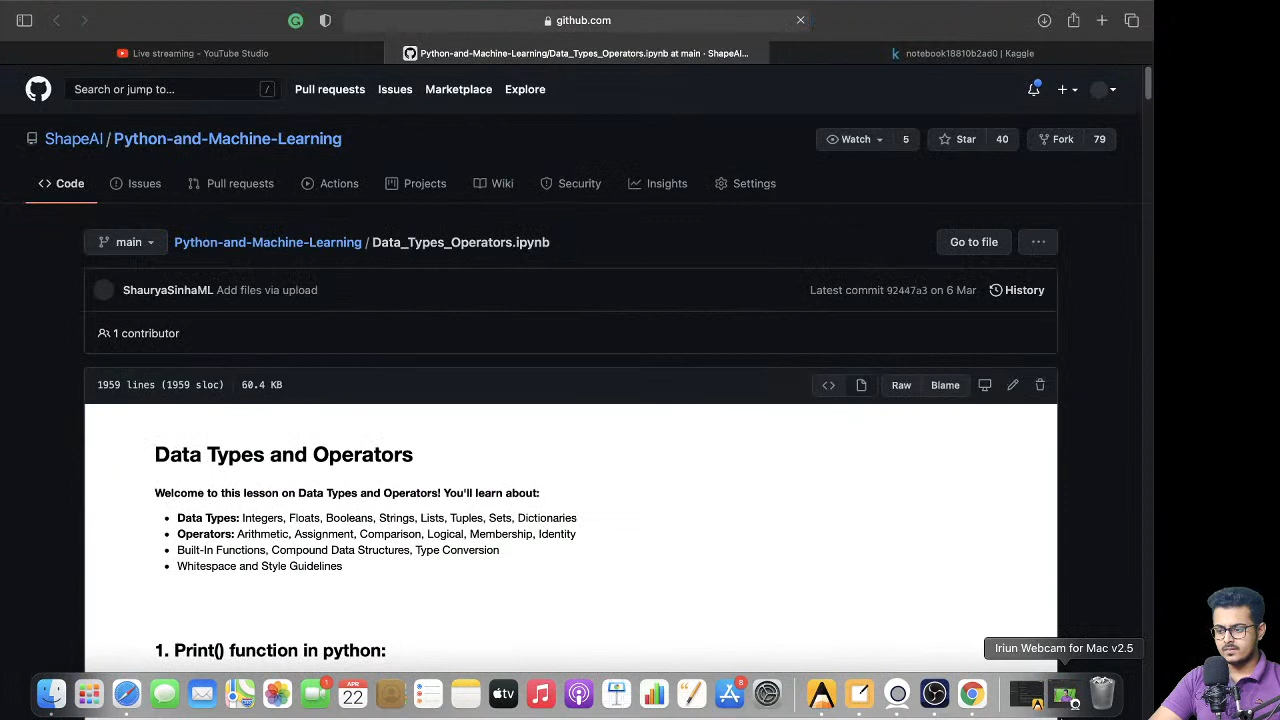 github.com
Live streaming - YouTube Studio
Python-and-Machine-Learning/Data_Types_Operators.ipynb at main · ShapeAI...
k notebook18810b2ad0 | Kaggle
Search or jump to... /
Pull requests Issues Marketplace Explore
ShapeAI / Python-and-Machine-Learning
Watch 5 Star 40 Fork 79
Code Issues Pull requests Actions Projects Wiki Security Insights Settings
main Python-and-Machine-Learning / Data_Types_Operators.ipynb Go to file
ShauryaSinhaML Add files via upload Latest commit 92447a3 on 6 Mar History
1 contributor
1959 lines (1959 sloc) 60.4 KB Raw Blame
Data Types and Operators
Welcome to this lesson on Data Types and Operators! You'll learn about:
• Data Types: Integers, Floats, Booleans, Strings, Lists, Tuples, Sets, Dictionaries
• Operators: Arithmetic, Assignment, Comparison, Logical, Membership, Identity
• Built-In Functions, Compound Data Structures, Type Conversion
• Whitespace and Style Guidelines
1. Print() function in python:
Iriun Webcam for Mac v2.5
1
APR
22
tv
8